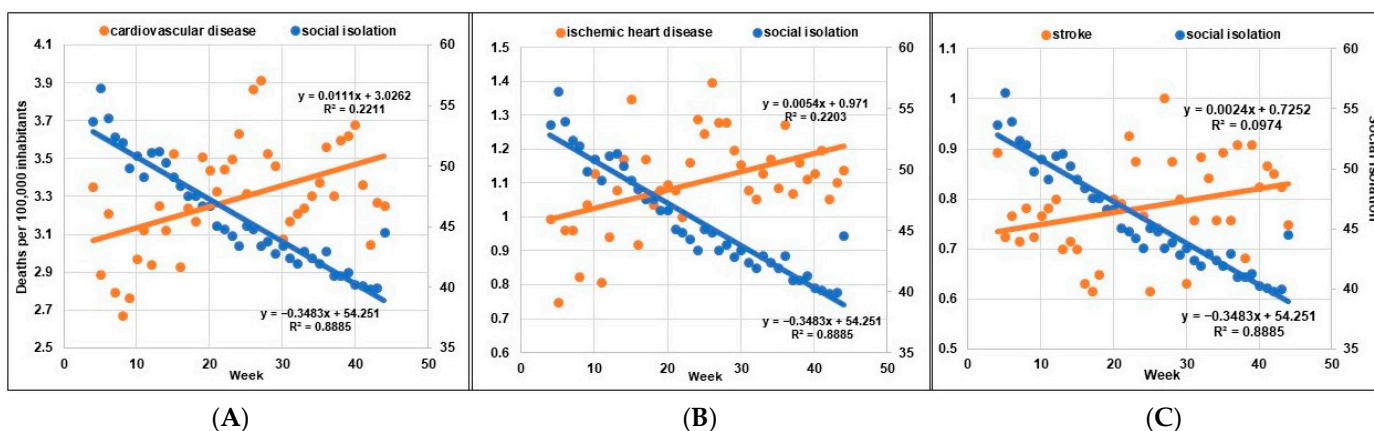 cardiovascular disease social isolation
4.1
3.9
3.7
3.5
3.3
3.1
2.9
2.7
2.5
60
55
50
45
40
35
0 10 20 30 40 50
Deaths per 100,000 inhabitants
Week
y = 0.0111x + 3.0262
R² = 0.2211
y = −0.3483x + 54.251
R² = 0.8885
(A)
ischemic heart disease social isolation
1.5
1.4
1.3
1.2
1.1
1
0.9
0.8
0.7
0.6
60
55
50
45
40
35
0 10 20 30 40 50
Week
y = 0.0054x + 0.971
R² = 0.2203
y = −0.3483x + 54.251
R² = 0.8885
(B)
stroke social isolation
1.1
1
0.9
0.8
0.7
0.6
0.5
60
55
50
45
40
35
0 10 20 30 40 50
Week
Social Isolation
y = 0.0024x + 0.7252
R² = 0.0974
y = −0.3483x + 54.251
R² = 0.8885
(C)